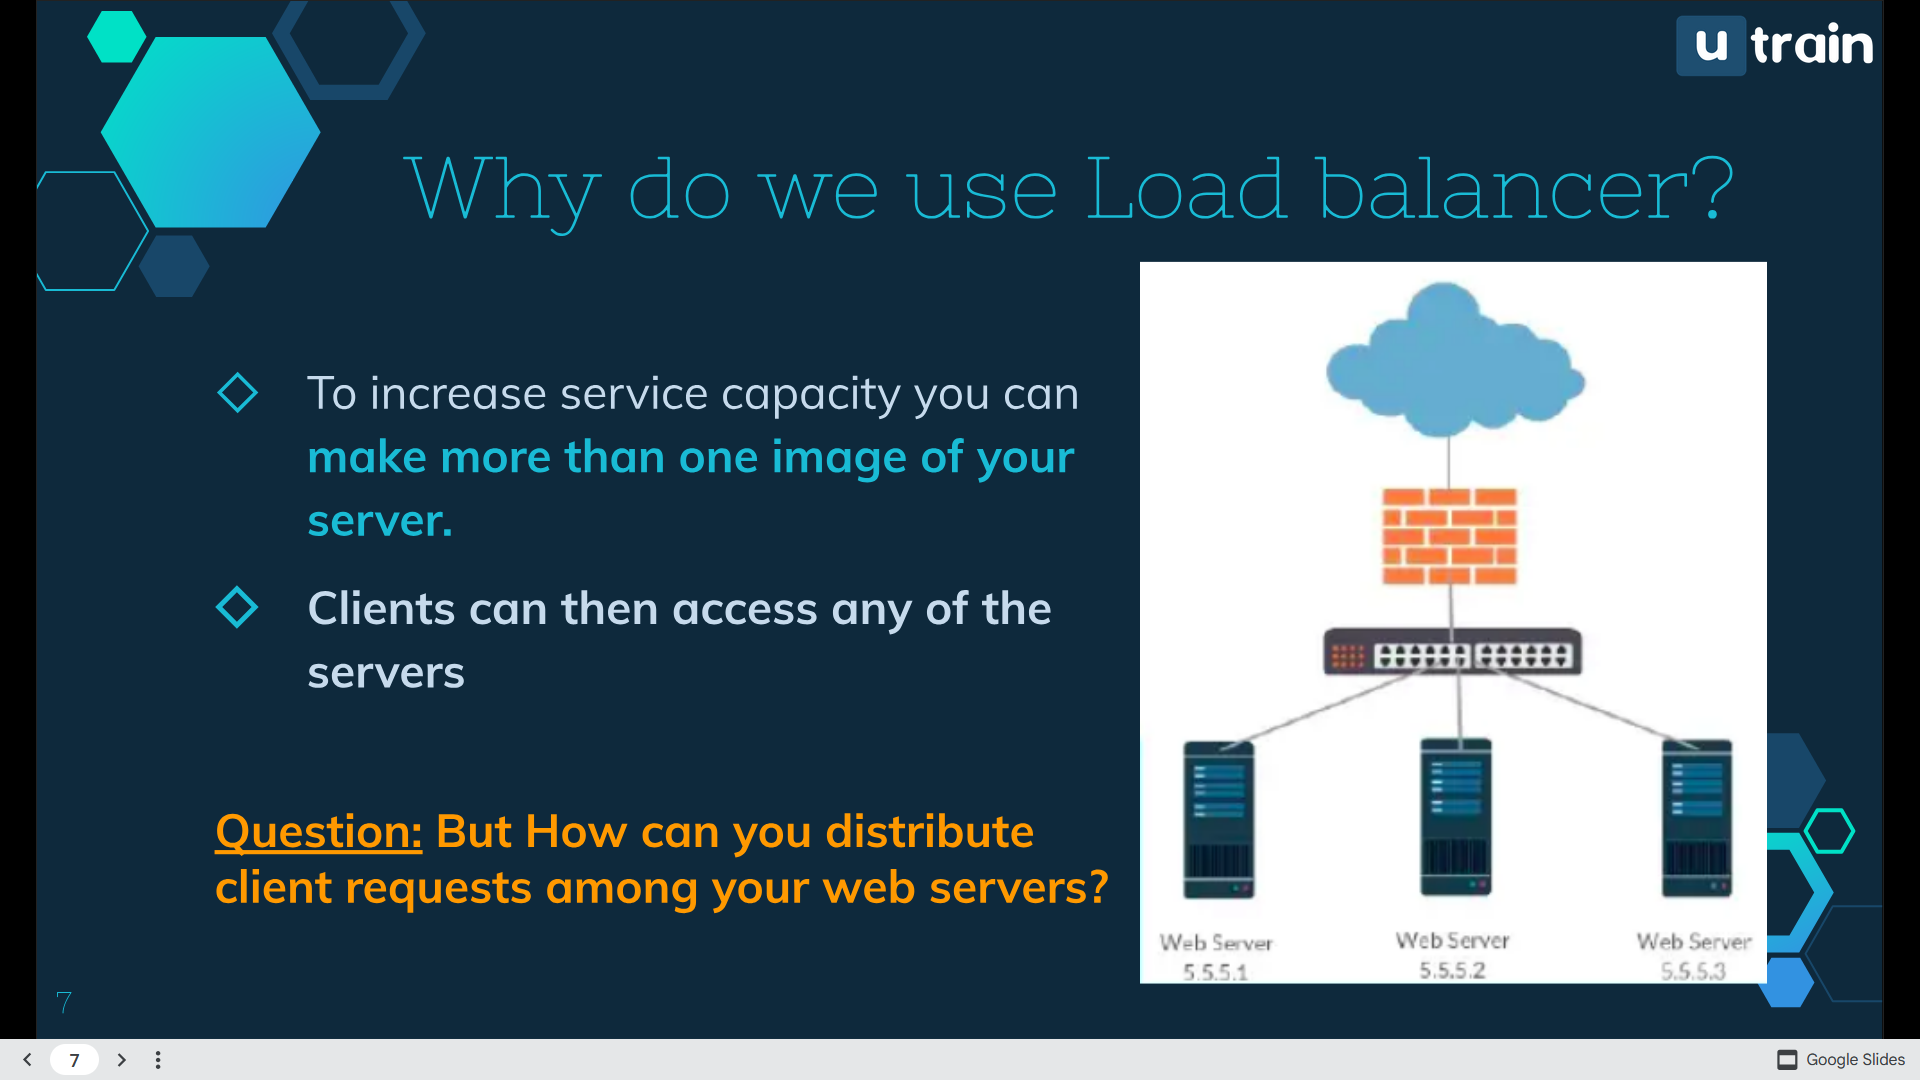 u train
Why do we use Load balancer?
To increase service capacity you can
make more than one image of your
server.
Clients can then access any of the
servers
Question: But How can you distribute
client requests among your web servers?
Web Server
5.5.5.1
Web Server
5.5.5.2
Web Server
5.5.5.3
7
7
Google Slides